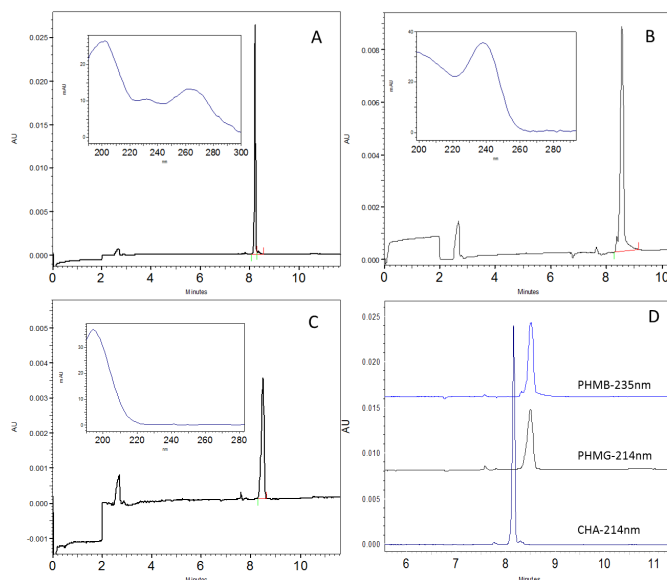 A
0.025
0.020
0.015
0.010
0.005
0.000
AU
0 2 4 6 8 10
Minutes
30
20
10
0
mAU
200 220 240 260 280 300
nm
B
0.008
0.006
0.004
0.002
0.000
AU
0 2 4 6 8 10
Minutes
40
20
0
mAU
200 220 240 260 280
nm
C
0.005
0.004
0.003
0.002
0.001
0.000
-0.001
AU
0 2 4 6 8 10
Minutes
30
20
10
0
mAU
200 220 240 260 280
nm
D
0.025
0.020
0.015
0.010
0.005
0.000
AU
PHMB-235nm
PHMG-214nm
CHA-214nm
6 7 8 9 10 11
Minutes